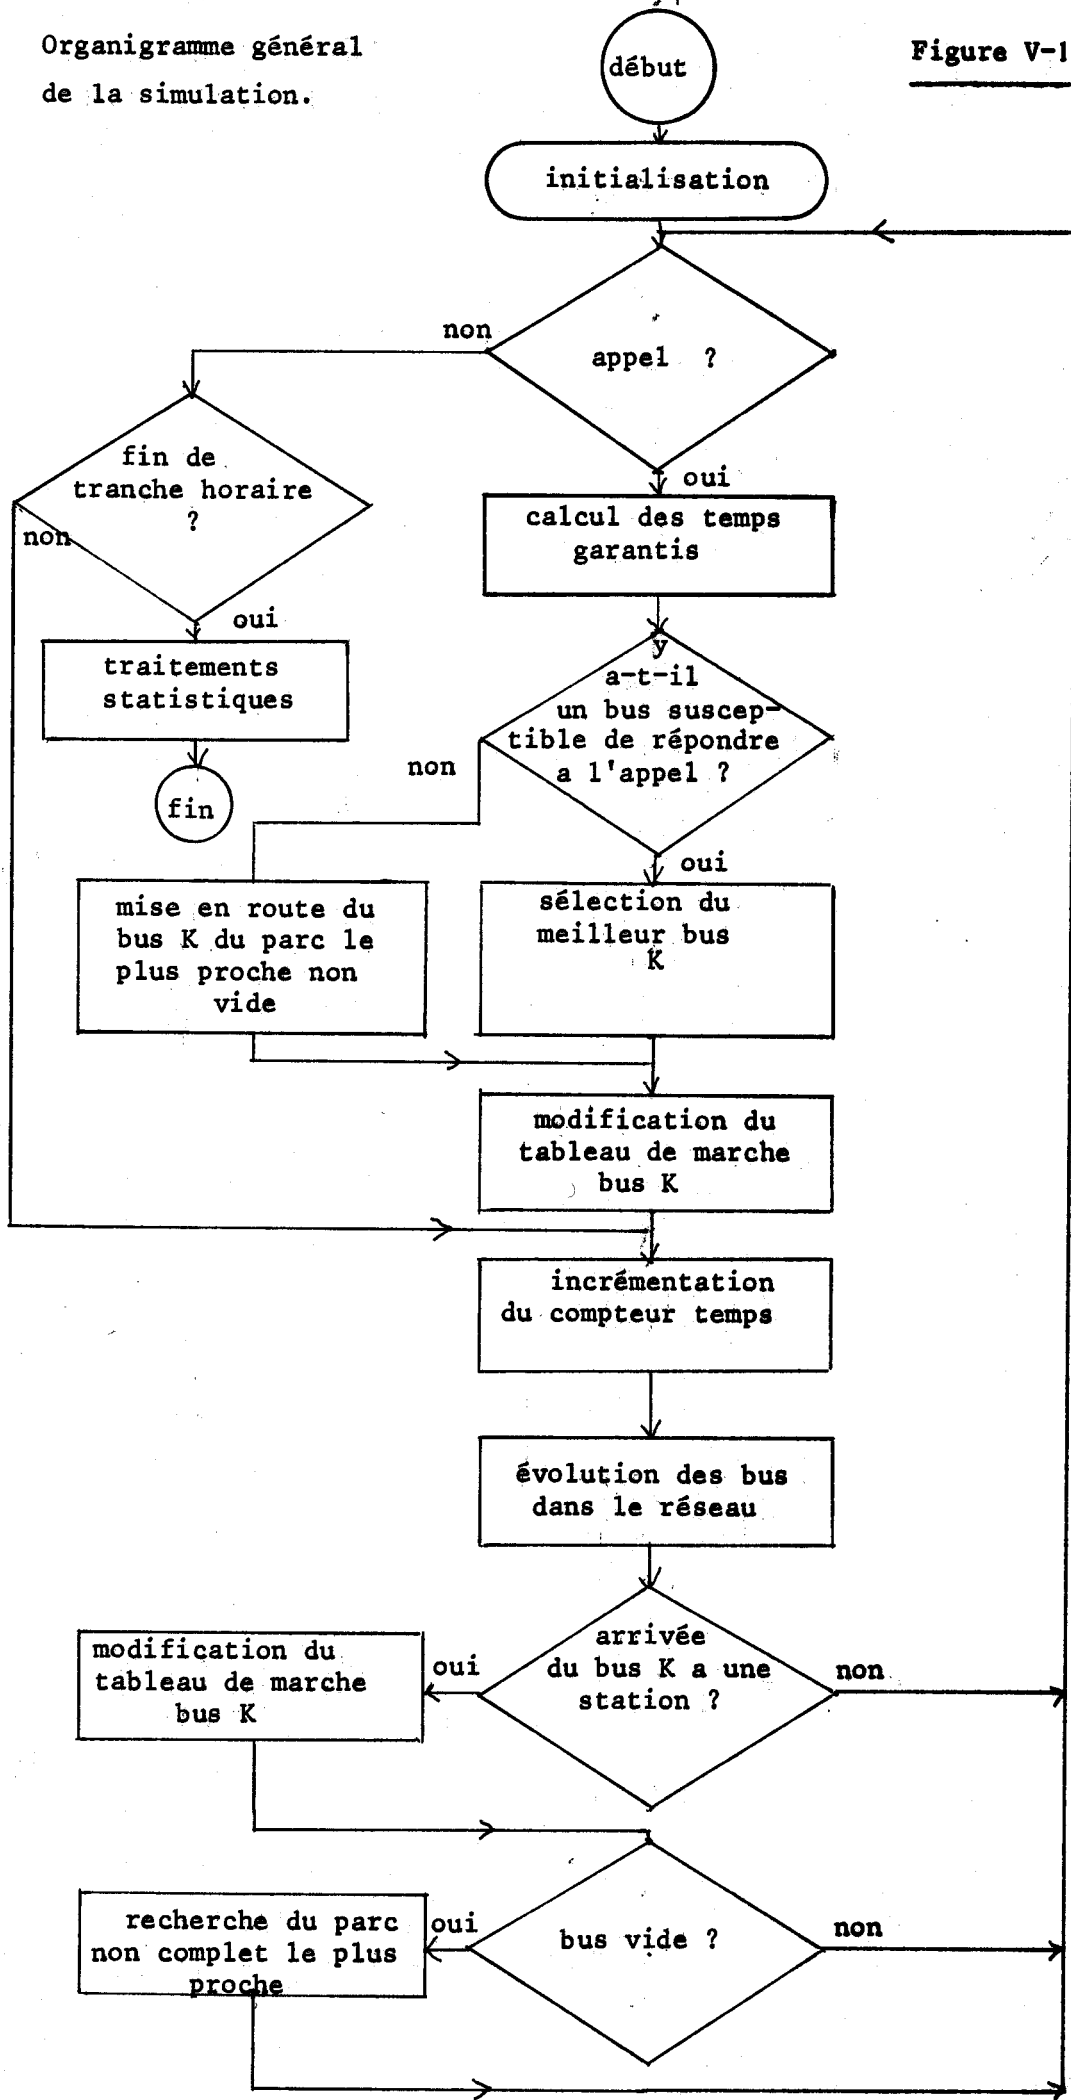 Organigramme général
de la simulation.
début
Figure V-1
initialisation
non
appel ?
fin de
tranche horaire
?
non
oui
calcul des temps
garantis
oui
traitements
statistiques
fin
y
a-t-il
un bus suscep-
tible de répondre
a l'appel ?
non
oui
mise en route du
bus K du parc le
plus proche non
vide
sélection du
meilleur bus
K
modification du
tableau de marche
bus K
incrémentation
du compteur temps
évolution des bus
dans le réseau
arrivée
du bus K a une
station ?
oui
non
modification du
tableau de marche
bus K
bus vide ?
oui
non
recherche du parc
non complet le plus
proche